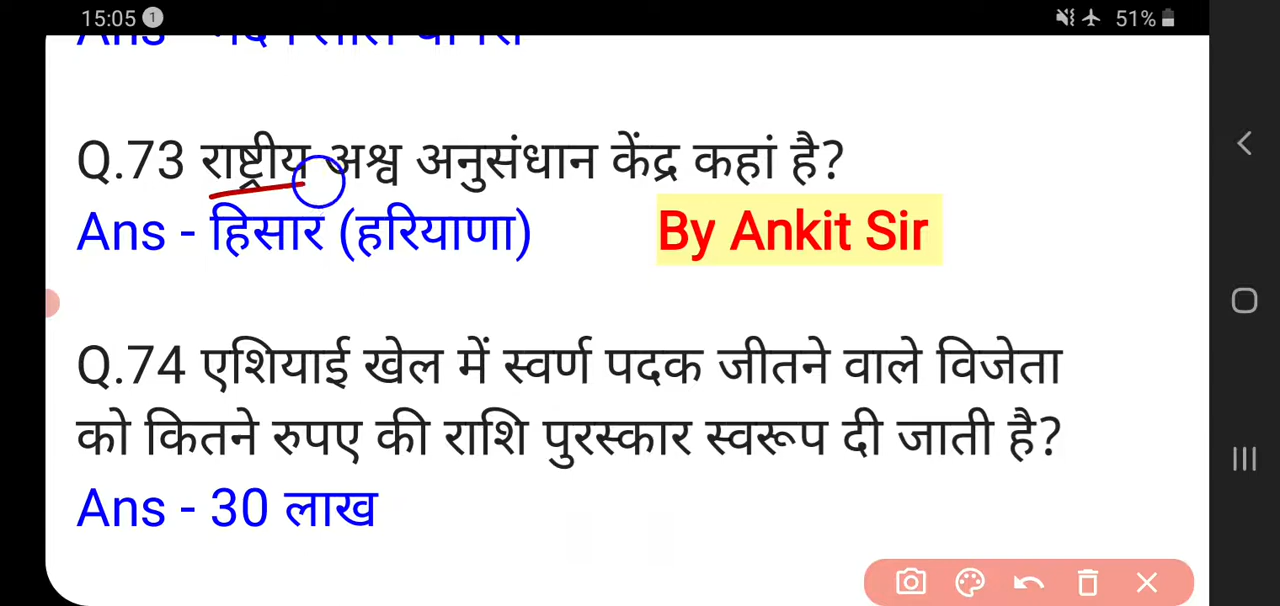 15:05 1 51%
Q.73 राष्ट्रीय अश्व अनुसंधान केंद्र कहां है?
Ans - हिसार (हरियाणा) By Ankit Sir
Q.74 एशियाई खेल में स्वर्ण पदक जीतने वाले विजेता
को कितने रुपए की राशि पुरस्कार स्वरूप दी जाती है?
Ans - 30 लाख